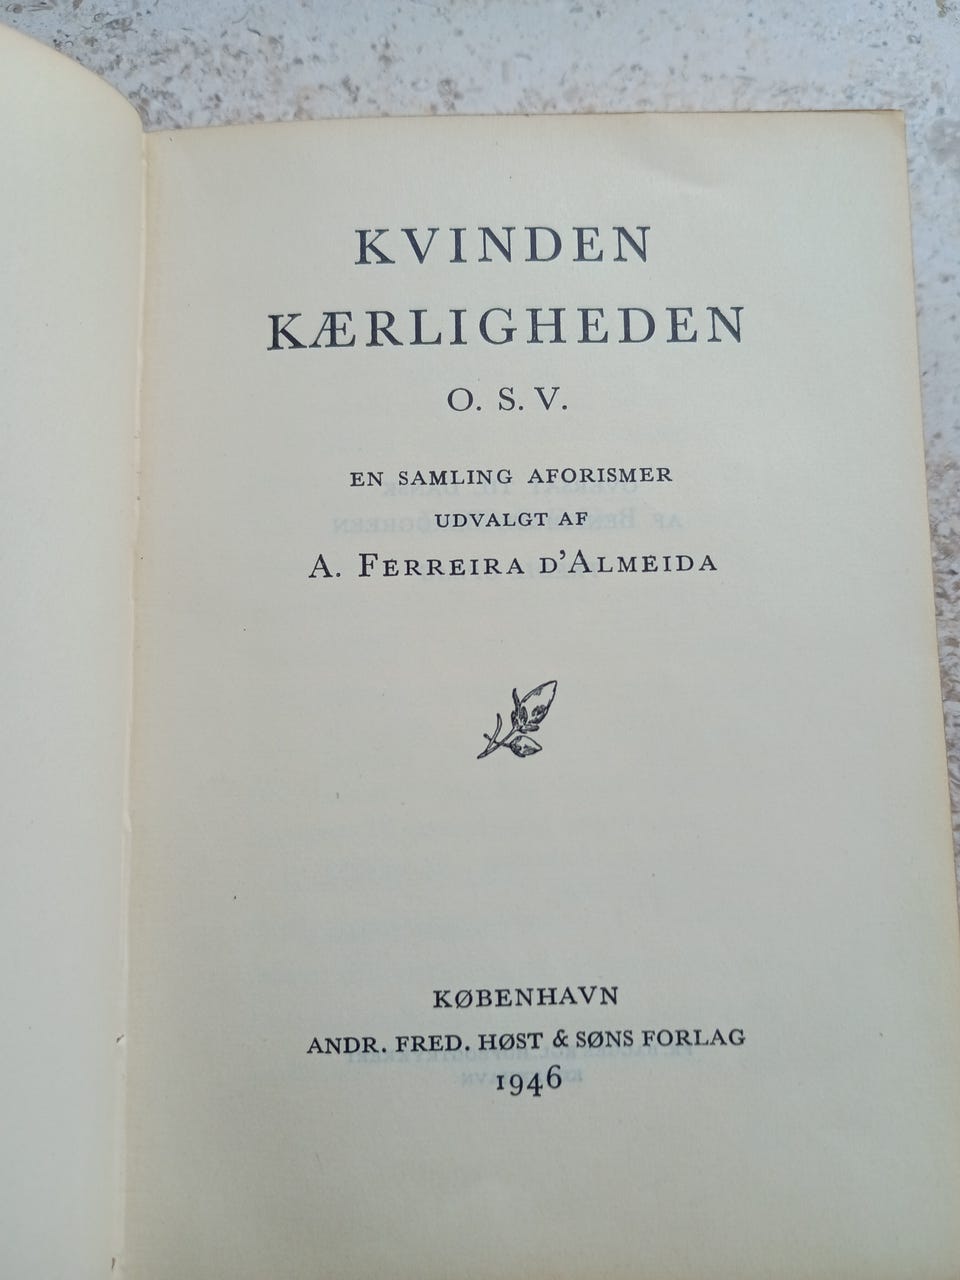 KVINDEN
KÆRLIGHEDEN
O. S. V.
EN SAMLING AFORISMER
UDVALGT AF
A. FERREIRA D'ALMEIDA
KØBENHAVN
ANDR. FRED. HØST & SØNS FORLAG
1946